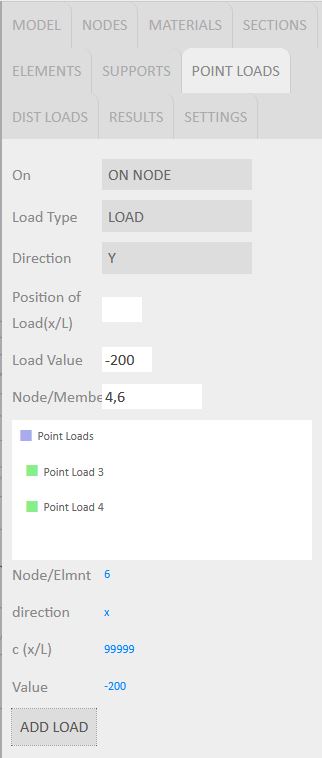 MODEL NODES MATERIALS SECTIONS
ELEMENTS SUPPORTS POINT LOADS
DIST LOADS RESULTS SETTINGS
On ON NODE
Load Type LOAD
Direction Y
Position of
Load(x/L)
Load Value -200
Node/Membe 4,6
Point Loads
Point Load 3
Point Load 4
Node/Elmnt 6
direction x
c (x/L) 99999
Value -200
ADD LOAD